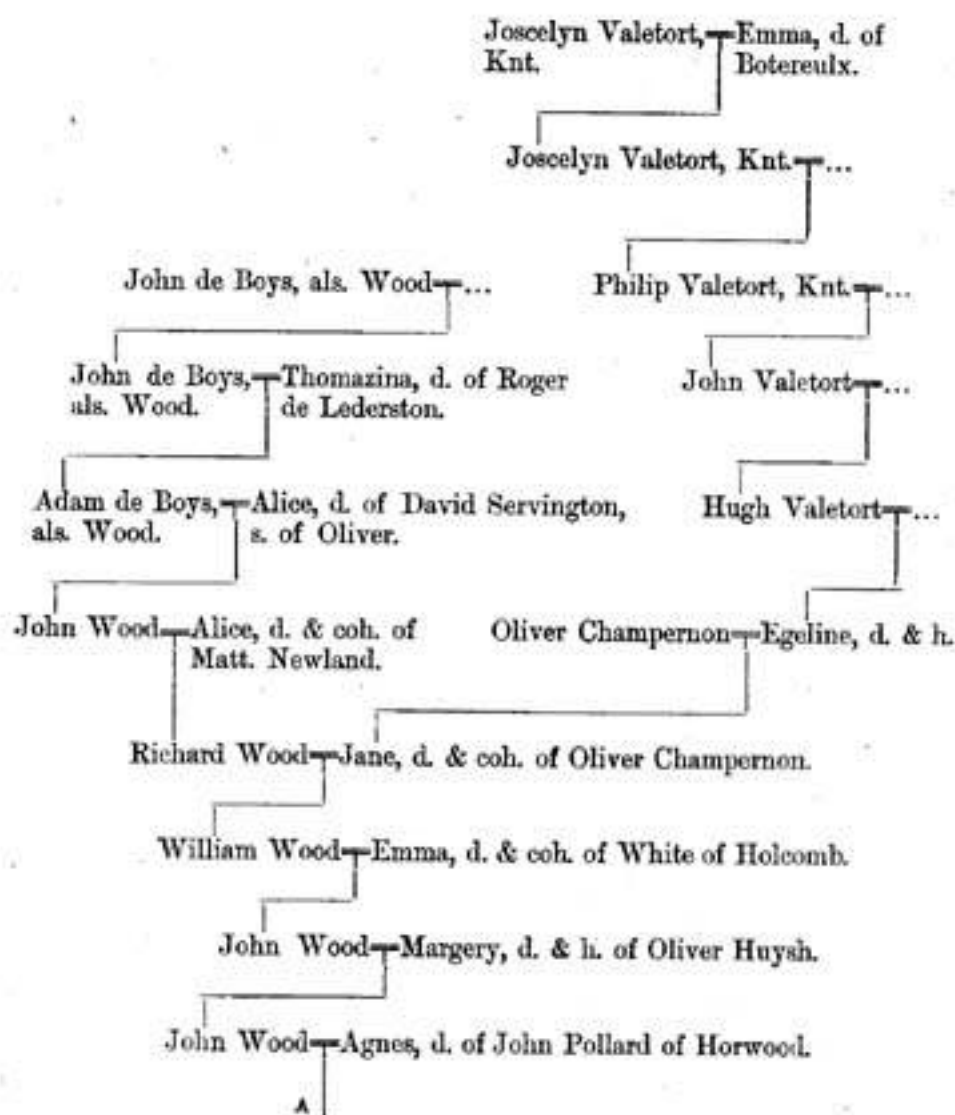 Joscelyn Valetort, Emma, d. of
Knt. Botereulx.
Joscelyn Valetort, Knt. ...
John de Boys, als. Wood ... Philip Valetort, Knt. ...
John de Boys, Thomazina, d. of Roger John Valetort ...
als. Wood. de Lederston.
Adam de Boys, Alice, d. of David Servington, Hugh Valetort ...
als. Wood. s. of Oliver.
John Wood Alice, d. & coh. of Oliver Champernon Egeline, d. & h.
Matt. Newland.
Richard Wood Jane, d. & coh. of Oliver Champernon.
William Wood Emma, d. & coh. of White of Holcomb.
John Wood Margery, d. & h. of Oliver Huysh.
John Wood Agnes, d. of John Pollard of Horwood.
A